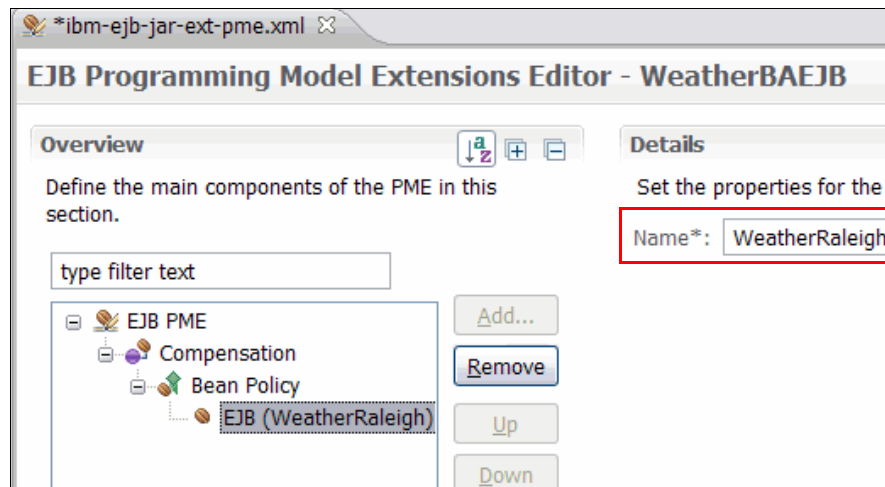 *ibm-ejb-jar-ext-pme.xml
EJB Programming Model Extensions Editor - WeatherBAEJB
Overview
Define the main components of the PME in this
section.
type filter text
EJB PME
Compensation
Bean Policy
EJB (WeatherRaleigh)
Add...
Remove
Up
Down
Details
Set the properties for the
Name*: WeatherRaleigh